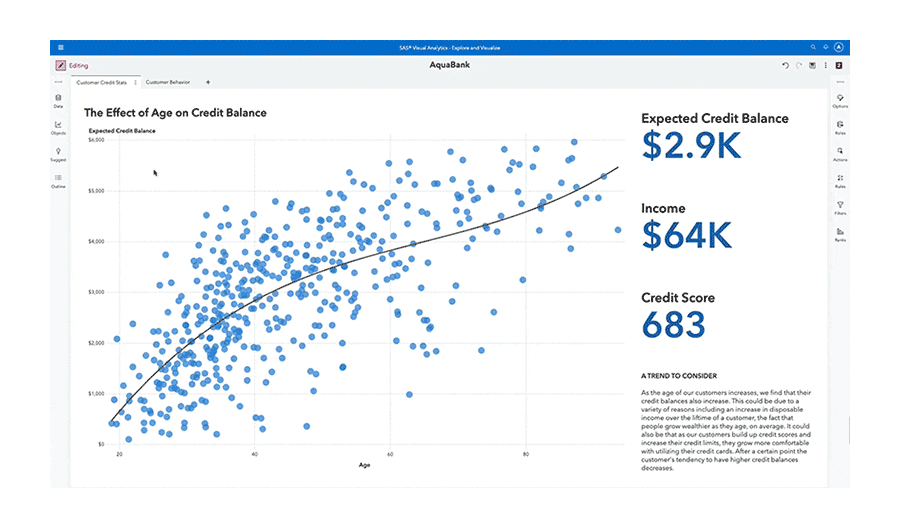 SAS® Visual Analytics - Explore and Visualize
A
Editing
AquaBank
Customer Credit Stats
Customer Behavior
+
Data
Objects
Suggest
Outline
The Effect of Age on Credit Balance
Expected Credit Balance
$6,000
$5,000
$4,000
$3,000
$2,000
$1,000
$0
20
40
60
80
Age
Expected Credit Balance
$2.9K
Income
$64K
Credit Score
683
A TREND TO CONSIDER
As the age of our customers increases, we find that their
credit balances also increase. This could be due to a
variety of reasons including an increase in disposable
income over the liftime of a customer, the fact that
people grow wealthier as they age, on average. It could
also be that as our customers build up credit scores and
increase their credit limits, they grow more comfortable
with utilizing their credit cards. After a certain point the
customer's tendency to have higher credit balances
decreases.
Options
Roles
Actions
Rules
Filters
Ranks